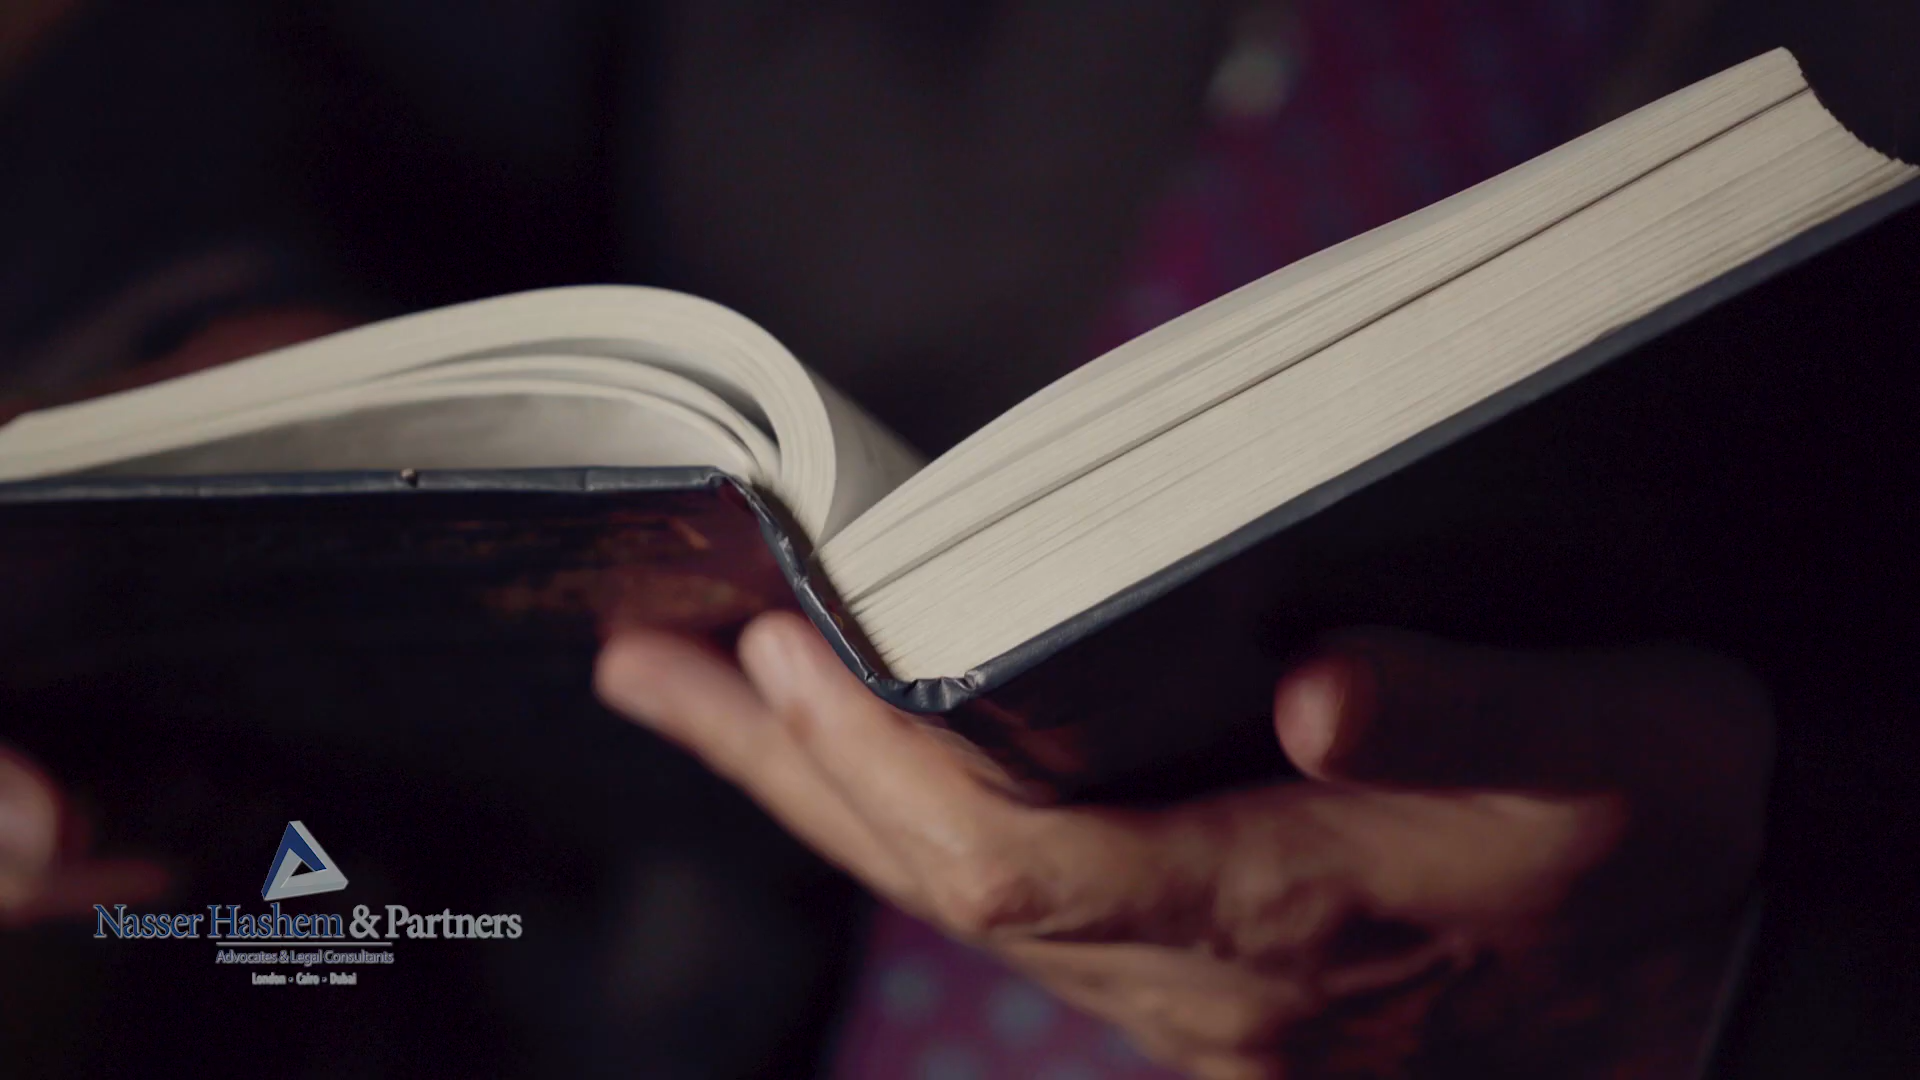 Nasser Hashem & Partners
Advocates & Legal Consultants
London - Cairo - Dubai